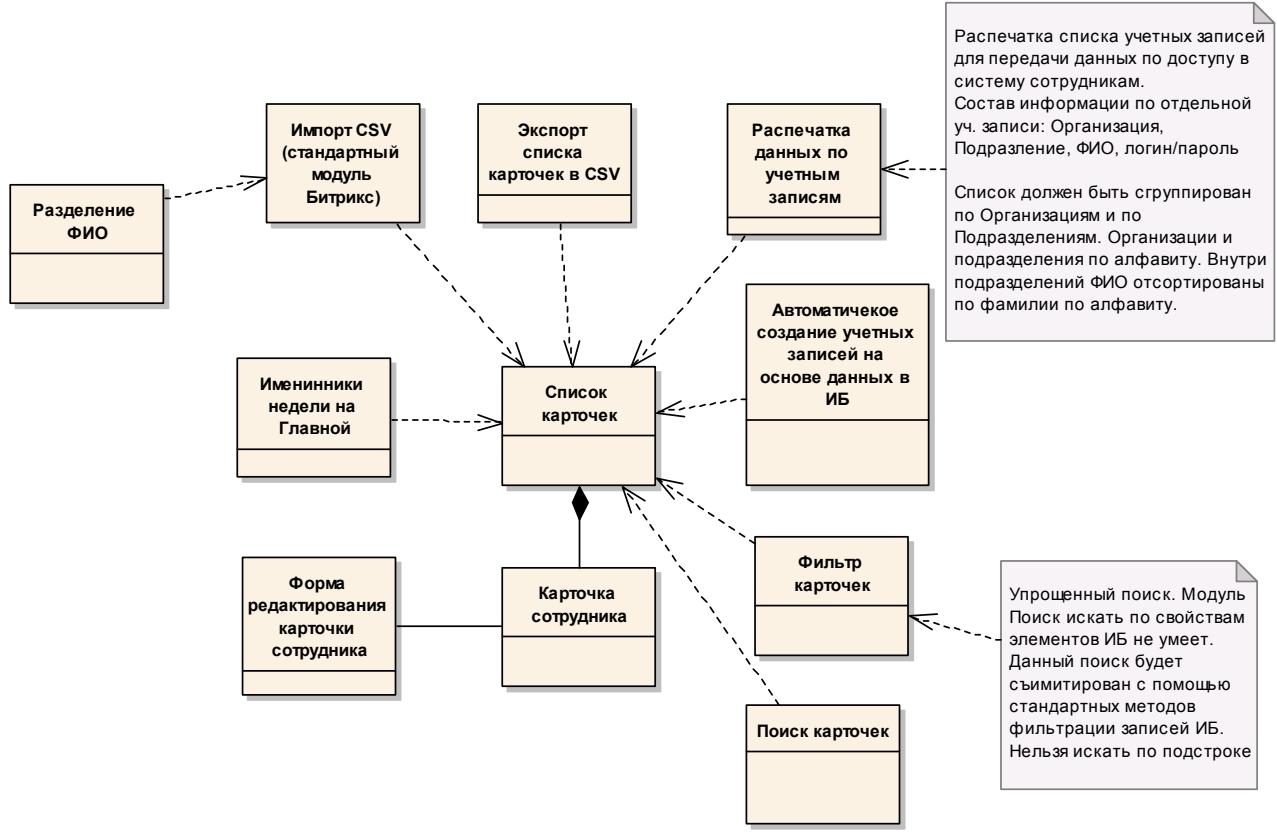 Распечатка списка учетных записей
для передачи данных по доступу в
систему сотрудникам.
Состав информации по отдельной
уч. записи: Организация,
Подразление, ФИО, логин/пароль
Список должен быть сгруппирован
по Организациям и по
Подразделениям. Организации и
подразделения по алфавиту. Внутри
подразделений ФИО отсортированы
по фамилии по алфавиту.
Импорт CSV
(стандартный
модуль
Битрикс)
Экспорт
списка
карточек в CSV
Распечатка
данных по
учетным
записям
Разделение
ФИО
Автоматичекое
создание учетных
записей на
основе данных в
ИБ
Именинники
недели на
Главной
Список
карточек
Форма
редактирования
карточки
сотрудника
Карточка
сотрудника
Фильтр
карточек
Упрощенный поиск. Модуль
Поиск искать по свойствам
элементов ИБ не умеет.
Данный поиск будет
съимитирован с помощью
стандартных методов
фильтрации записей ИБ.
Нельзя искать по подстроке
Поиск карточек